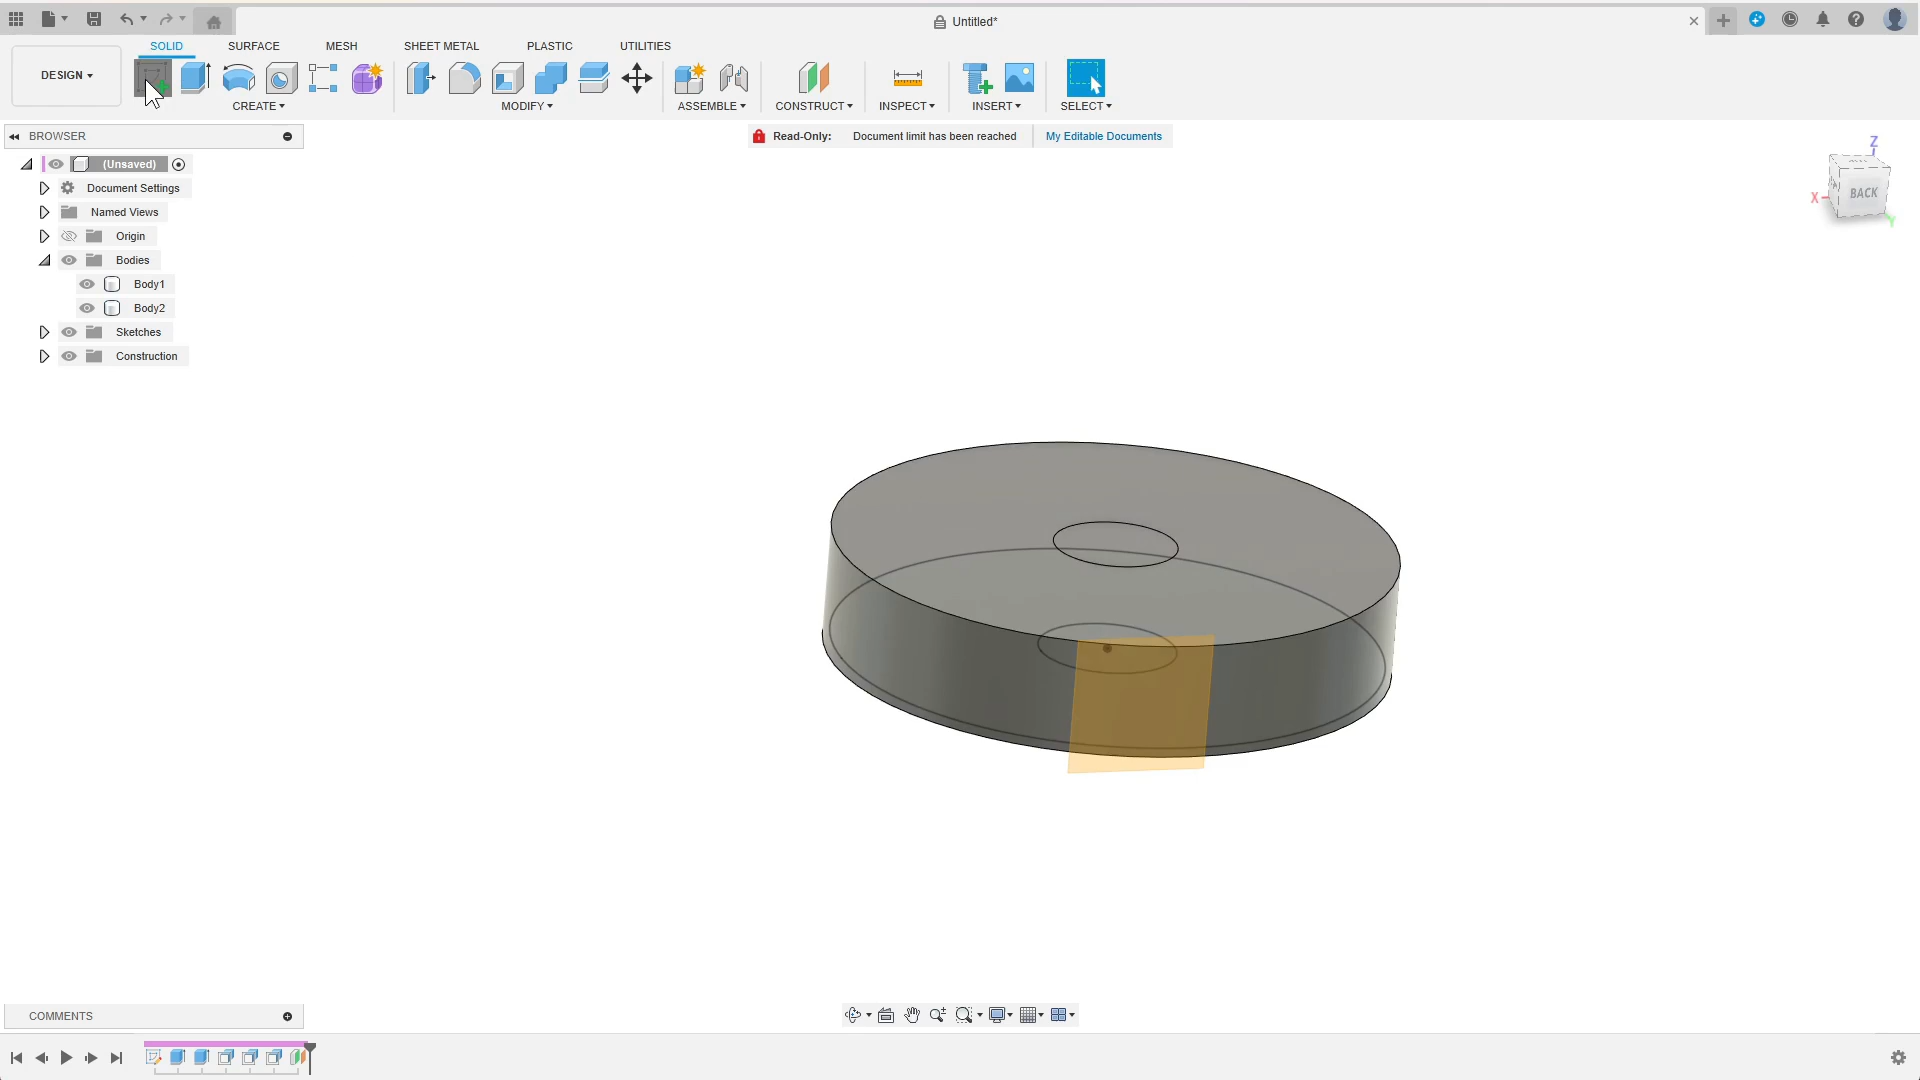 Untitled*
SOLID
SURFACE
MESH
SHEET METAL
PLASTIC
UTILITIES
DESIGN
CREATE
MODIFY
ASSEMBLE
CONSTRUCT
INSPECT
INSERT
SELECT
BROWSER
Read-Only: Document limit has been reached My Editable Documents
(Unsaved)
Document Settings
Named Views
Origin
Bodies
Body1
Body2
Sketches
Construction
Z
X
BACK
Y
COMMENTS